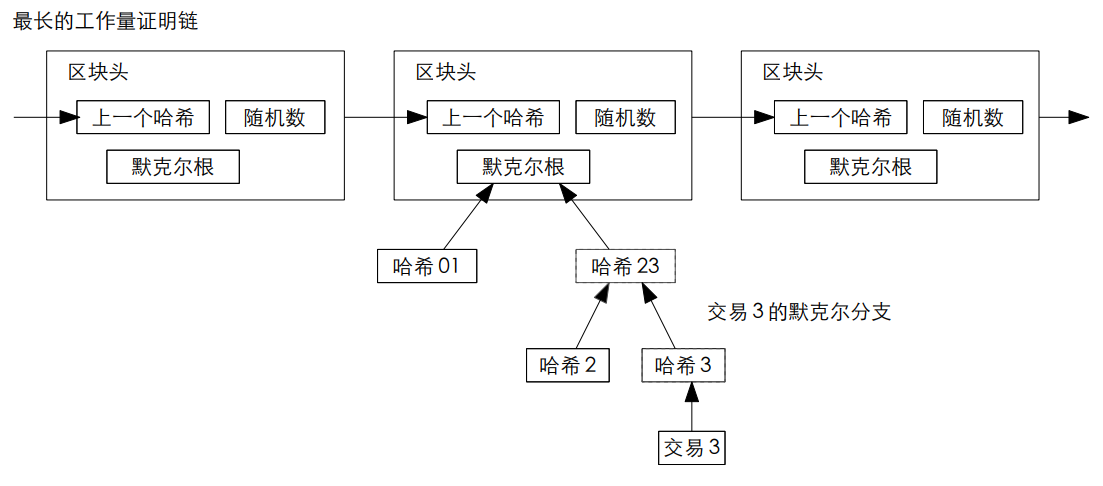 最长的工作量证明链
区块头 区块头 区块头
上一个哈希 随机数 上一个哈希 随机数 上一个哈希 随机数
默克尔根 默克尔根 默克尔根
哈希01 哈希23
交易3的默克尔分支
哈希2 哈希3
交易3